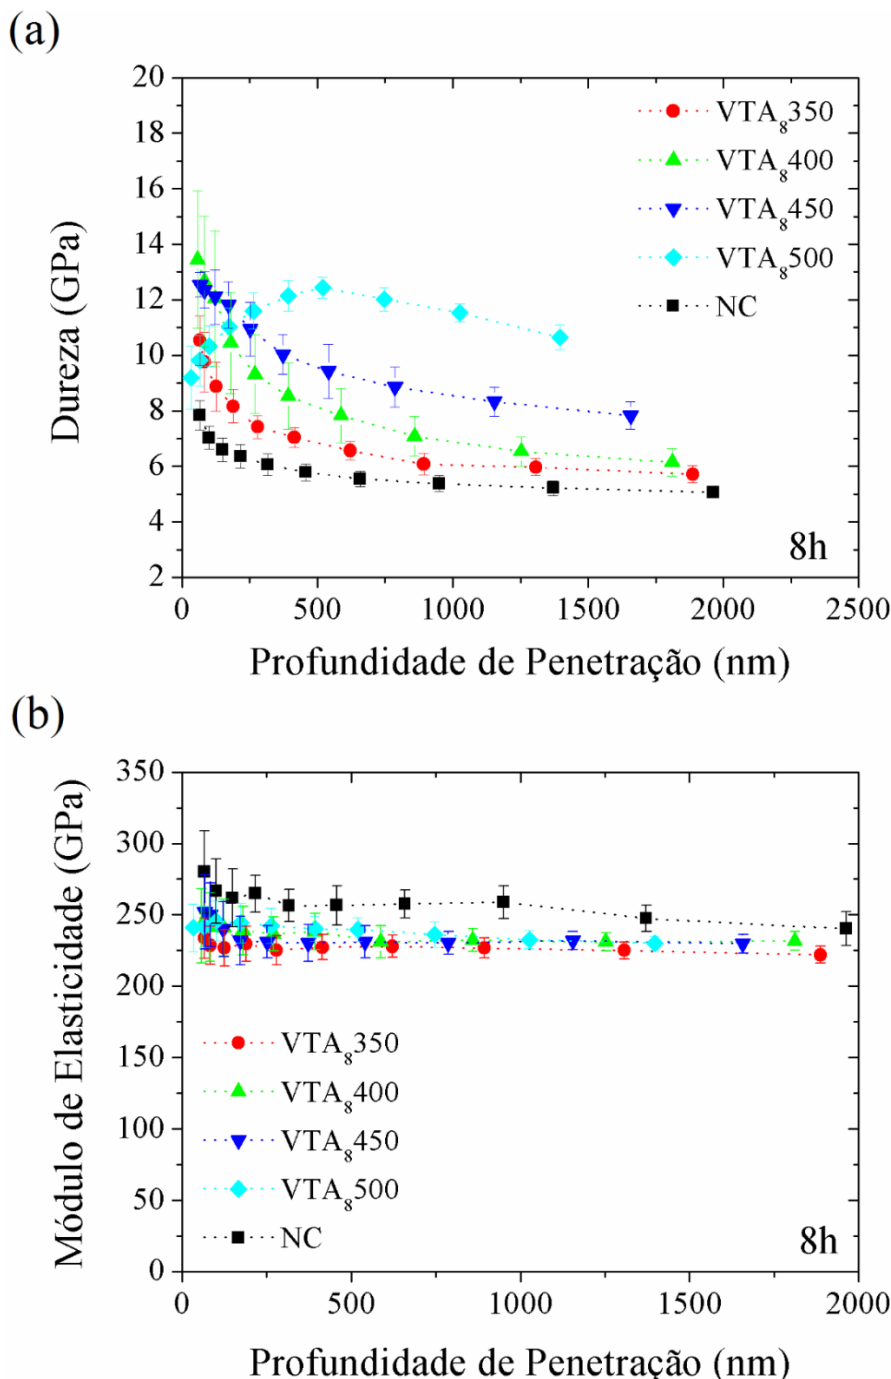 (a)
20
18
16
14
12
10
8
6
4
2
Dureza (GPa)
VTA₈350
VTA₈400
VTA₈450
VTA₈500
NC
8h
0 500 1000 1500 2000 2500
Profundidade de Penetração (nm)
(b)
350
300
250
200
150
100
50
0
Módulo de Elasticidade (GPa)
VTA₈350
VTA₈400
VTA₈450
VTA₈500
NC
8h
0 500 1000 1500 2000
Profundidade de Penetração (nm)